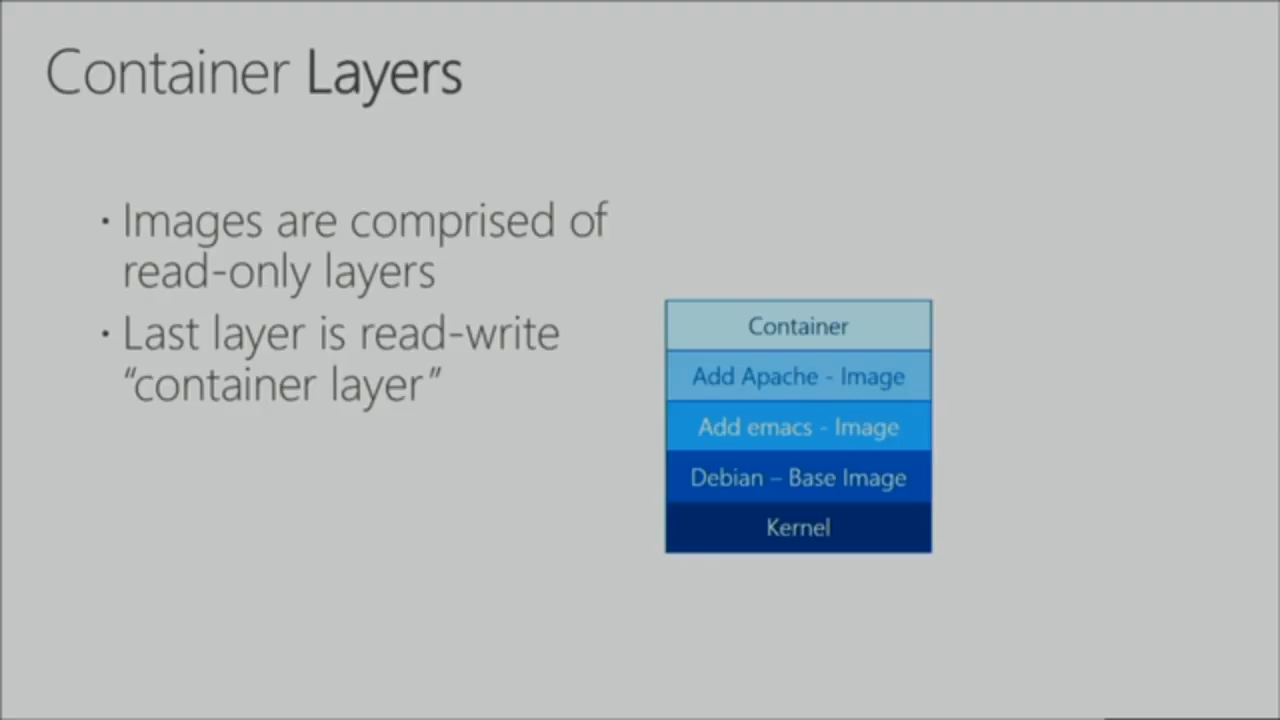 Container Layers
· Images are comprised of
read-only layers
· Last layer is read-write
“container layer”
Container
Add Apache - Image
Add emacs - Image
Debian – Base Image
Kernel